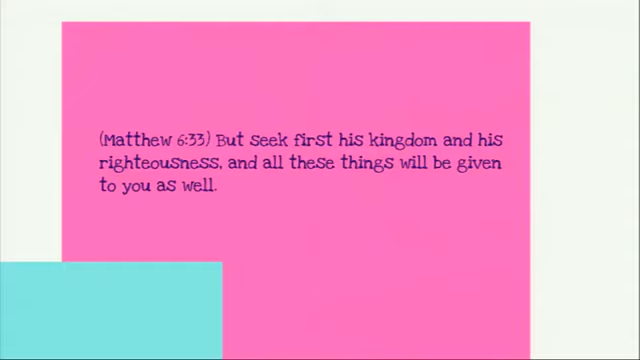 (Matthew 6:33) But seek first his kingdom and his
righteousness, and all these things will be given
to you as well.